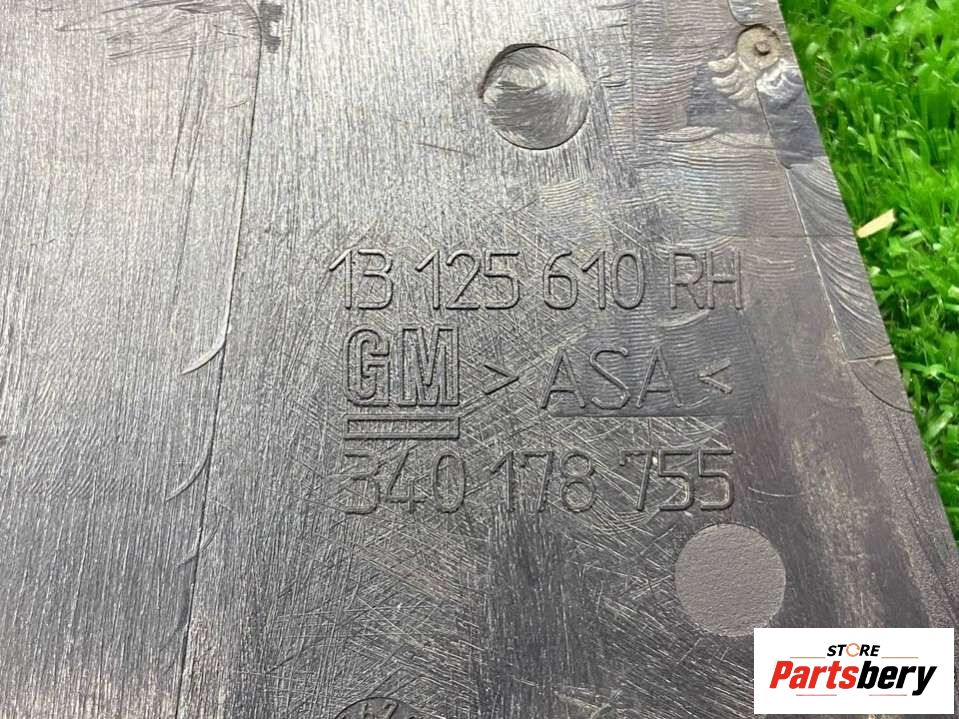 13 125 610 RH
GM > ASA <
340 178 755
STORE
Partsbery